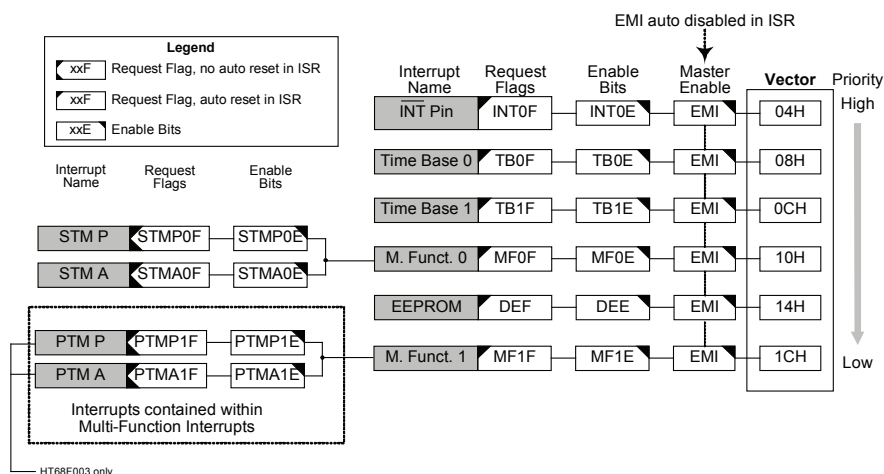 EMI auto disabled in ISR
Legend
xxF Request Flag, no auto reset in ISR
xxF Request Flag, auto reset in ISR
xxE Enable Bits
Interrupt Name Request Flags Enable Bits Master Enable Vector Priority
INT Pin INT0F INT0E EMI 04H High
Time Base 0 TB0F TB0E EMI 08H
Time Base 1 TB1F TB1E EMI 0CH
Interrupt Name Request Flags Enable Bits
STM P STMP0F STMP0E
STM A STMA0F STMA0E
M. Funct. 0 MF0F MF0E EMI 10H
EEPROM DEF DEE EMI 14H
PTM P PTMP1F PTMP1E
PTM A PTMA1F PTMA1E
M. Funct. 1 MF1F MF1E EMI 1CH Low
Interrupts contained within
Multi-Function Interrupts
HT68F003 only